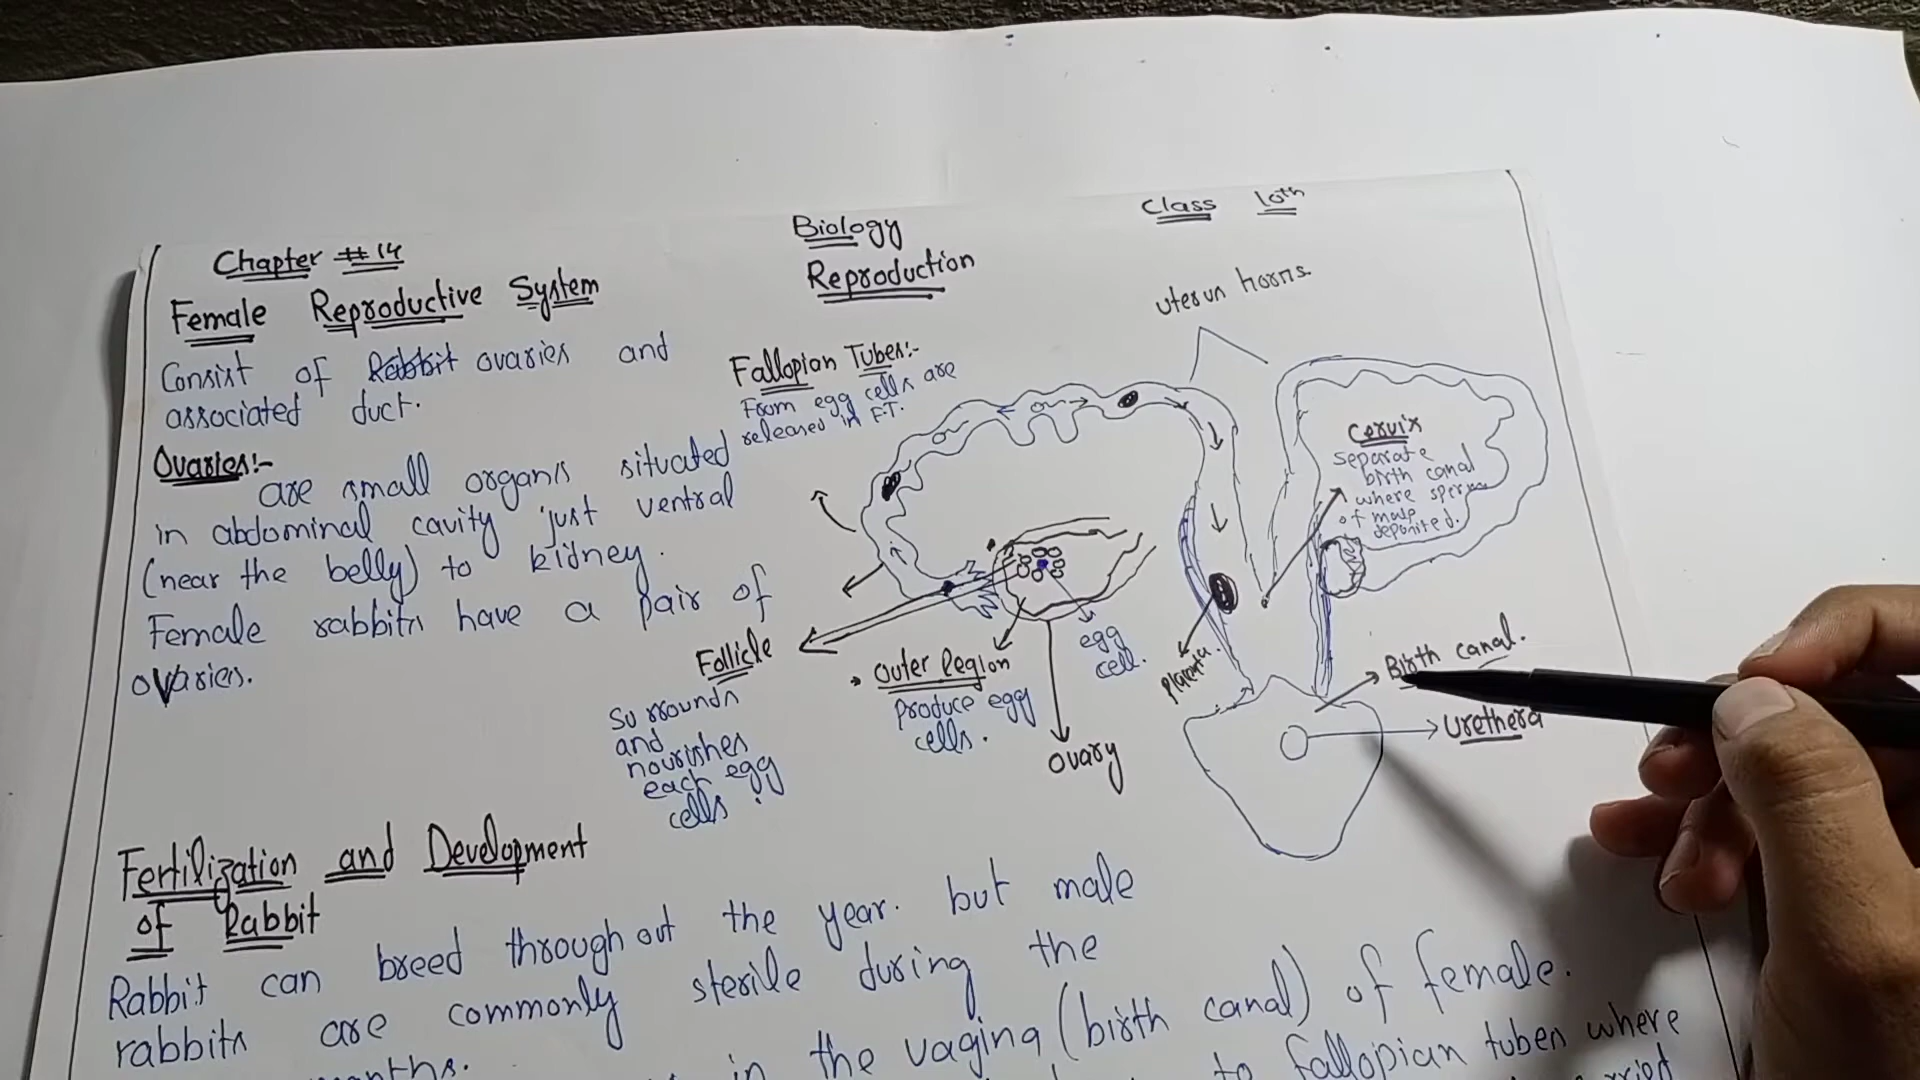 Chapter # 14
Biology
Class 10th
Female Reproductive System
Reproduction
Consist of Rabbit ovaries and
associated duct.
Ovaries:-
are small organs situated
in abdominal cavity just ventral
(near the belly) to kidney.
Female rabbits have a pair of
ovaries.
Fallopian Tubes:-
From egg cells are
released in F.T.
uterun horns.
Cervix
separate
birth canal
where sperm
of male
deponited.
Follicle
Surrounds
and
nourishes
each egg
cells.
Outer Region
Produce egg
cells.
egg
cell.
Ovary
Placenta.
Birth canal.
Urethera
Fertilization and Development
of Rabbit
Rabbit can breed throughout the year. but male
rabbits are commonly sterile during the
months.
in the vaging (birth canal) of female.
to fallopian tubes where